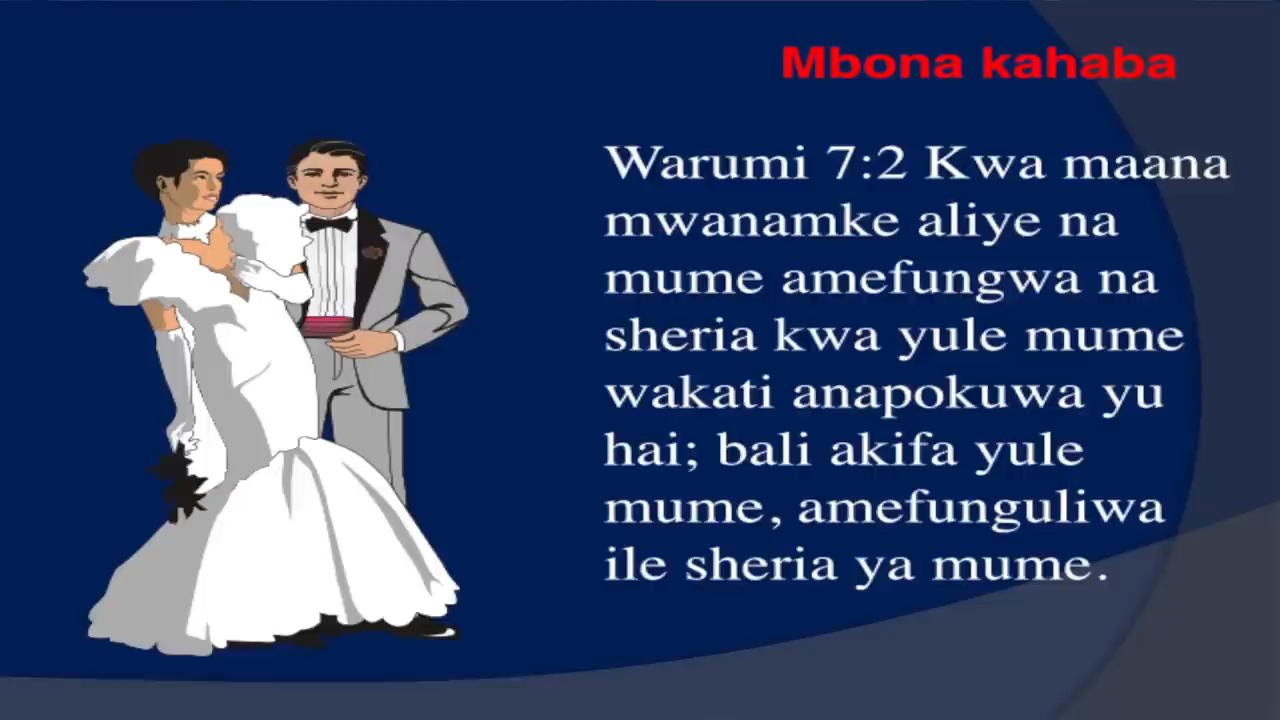 Mbona kahaba
Warumi 7:2 Kwa maana
mwanamke aliye na
mume amefungwa na
sheria kwa yule mume
wakati anapokuwa yu
hai; bali akifa yule
mume, amefunguliwa
ile sheria ya mume.